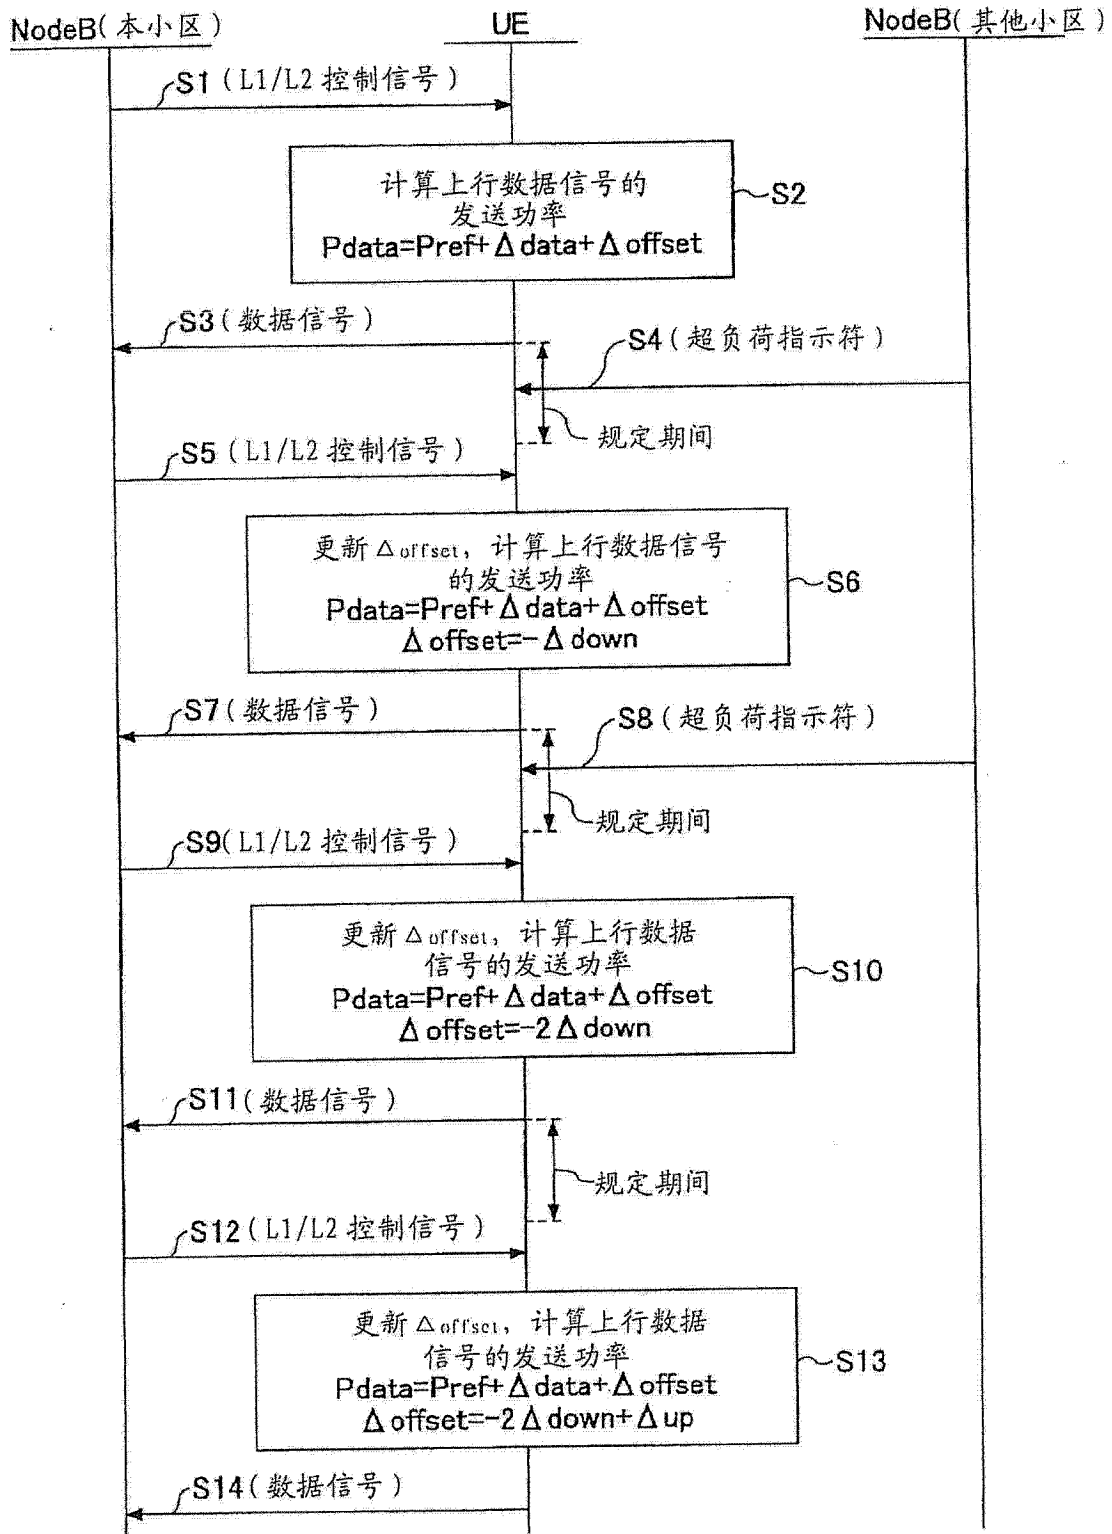 NodeB(本小区)
UE
NodeB(其他小区)
S1(L1/L2 控制信号)
计算上行数据信号的
发送功率
Pdata=Pref+Δdata+Δoffset
S2
S3(数据信号)
S4(超负荷指示符)
规定期间
S5(L1/L2 控制信号)
更新Δoffset,计算上行数据信号
的发送功率
Pdata=Pref+Δdata+Δoffset
Δoffset=-Δdown
S6
S7(数据信号)
S8(超负荷指示符)
规定期间
S9(L1/L2 控制信号)
更新Δoffset,计算上行数据
信号的发送功率
Pdata=Pref+Δdata+Δoffset
Δoffset=-2Δdown
S10
S11(数据信号)
规定期间
S12(L1/L2 控制信号)
更新Δoffset,计算上行数据
信号的发送功率
Pdata=Pref+Δdata+Δoffset
Δoffset=-2Δdown+Δup
S13
S14(数据信号)